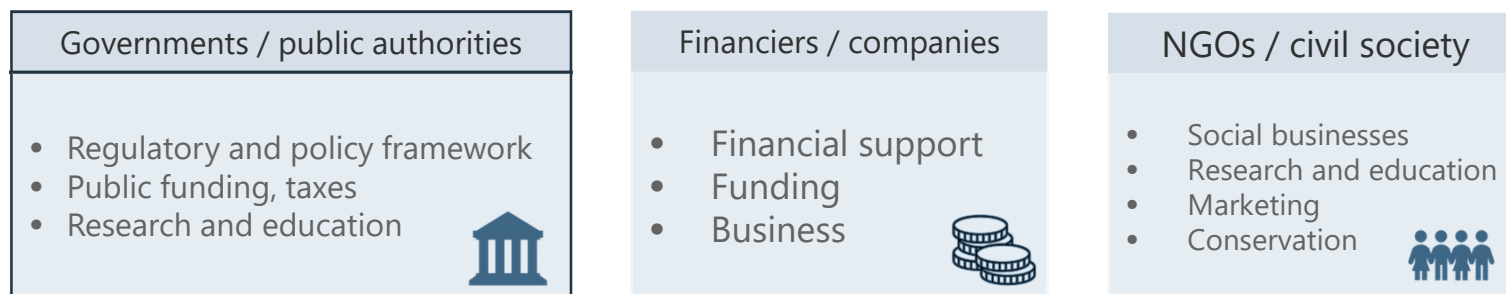 Governments / public authorities
• Regulatory and policy framework
• Public funding, taxes
• Research and education
Financiers / companies
• Financial support
• Funding
• Business
NGOs / civil society
• Social businesses
• Research and education
• Marketing
• Conservation